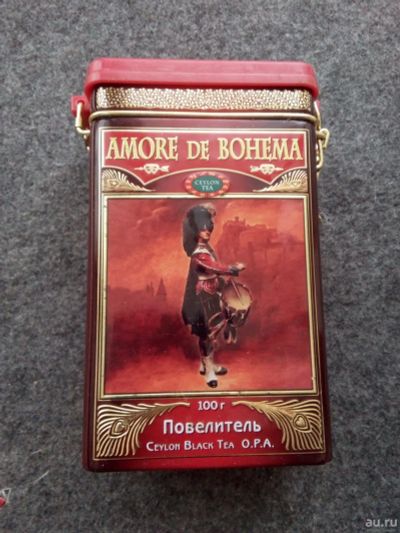 AMORE DE BOHEMA
CEYLON
TEA
100 г
Повелитель
CEYLON BLACK TEA O.P.A.
au.ru